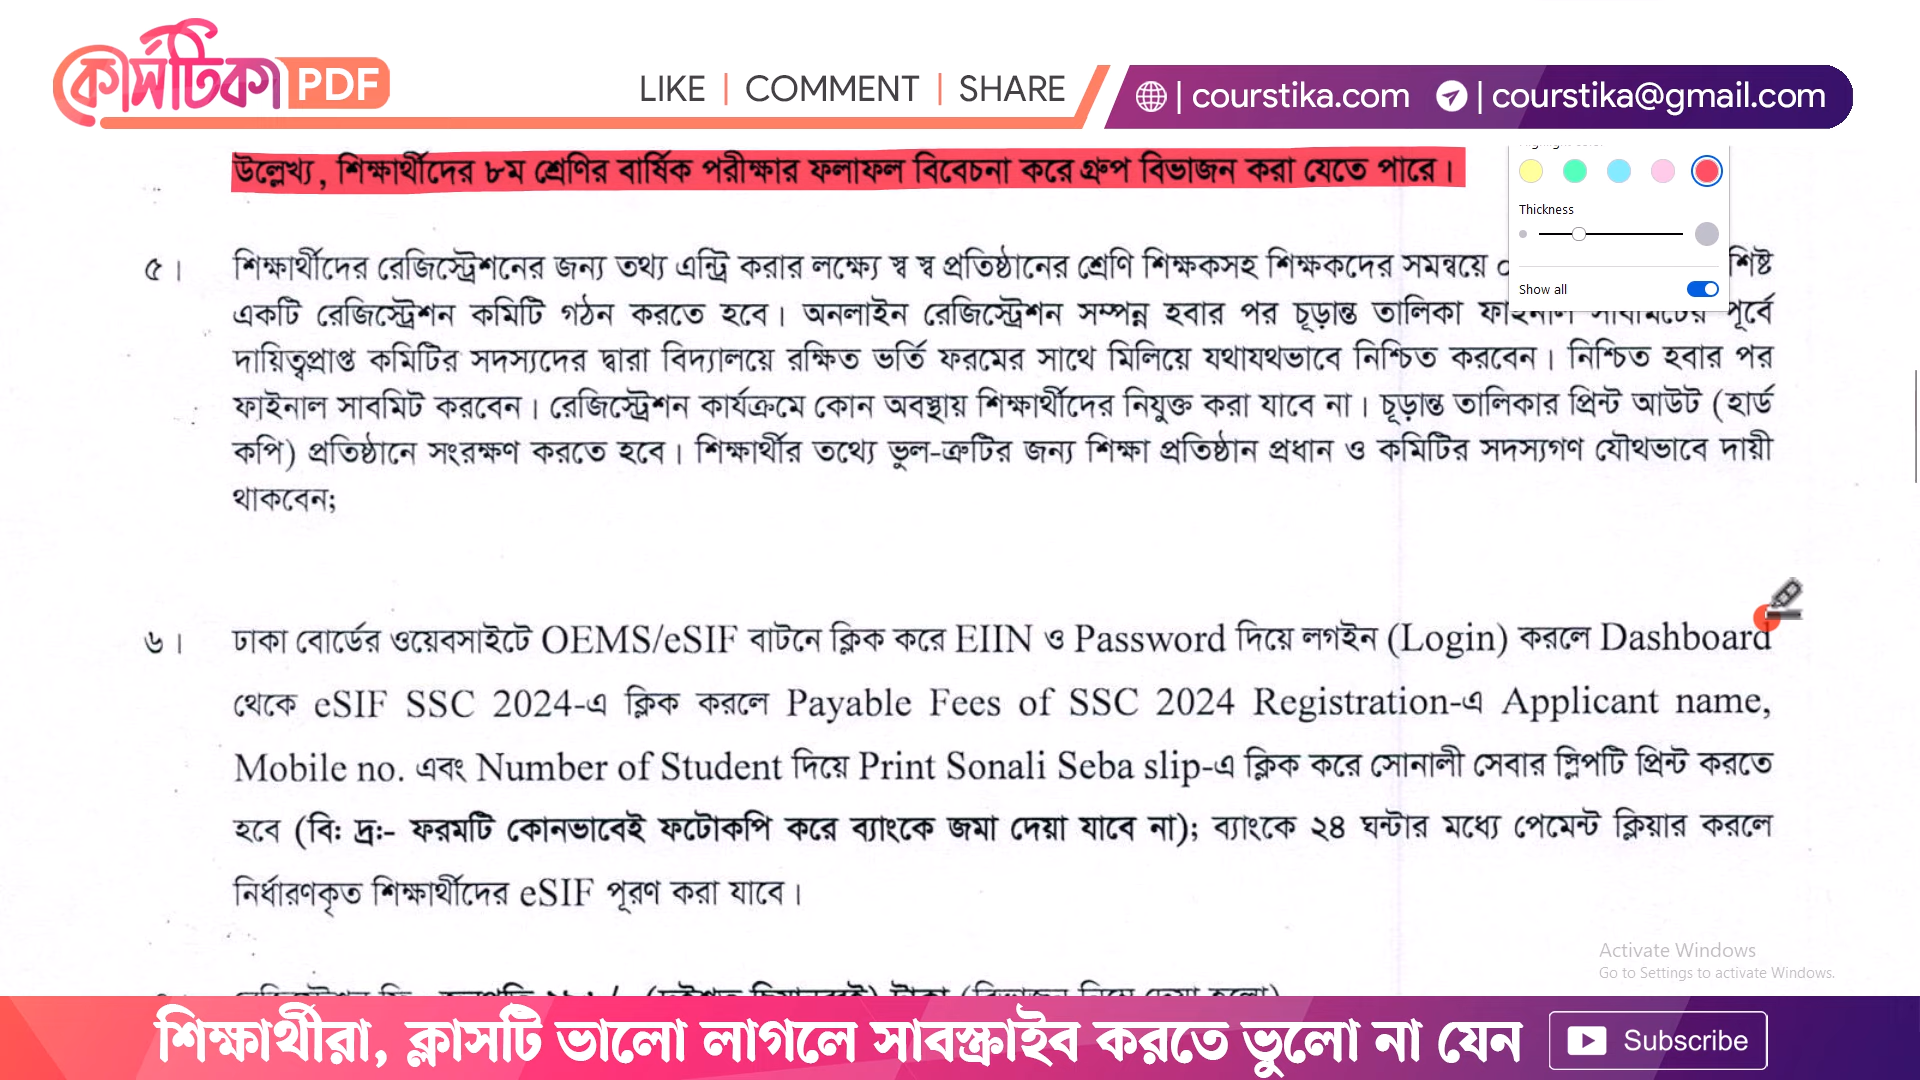 কোর্সটিকা PDF
LIKE | COMMENT | SHARE
| courstika.com | courstika@gmail.com
উল্লেখ্য, শিক্ষার্থীদের ৮ম শ্রেণির বার্ষিক পরীক্ষার ফলাফল বিবেচনা করে গ্রুপ বিভাজন করা যেতে পারে।
Thickness
Show all
৫। শিক্ষার্থীদের রেজিস্ট্রেশনের জন্য তথ্য এন্ট্রি করার লক্ষ্যে স্ব স্ব প্রতিষ্ঠানের শ্রেণি শিক্ষকসহ শিক্ষকদের সমন্বয়ে
একটি রেজিস্ট্রেশন কমিটি গঠন করতে হবে। অনলাইন রেজিস্ট্রেশন সম্পন্ন হবার পর চূড়ান্ত তালিকা ফাইনাল সাবমিটের পূর্বে
দায়িত্বপ্রাপ্ত কমিটির সদস্যদের দ্বারা বিদ্যালয়ে রক্ষিত ভর্তি ফরমের সাথে মিলিয়ে যথাযথভাবে নিশ্চিত করবেন। নিশ্চিত হবার পর
ফাইনাল সাবমিট করবেন। রেজিস্ট্রেশন কার্যক্রমে কোন অবস্থায় শিক্ষার্থীদের নিযুক্ত করা যাবে না। চূড়ান্ত তালিকার প্রিন্ট আউট (হার্ড
কপি) প্রতিষ্ঠানে সংরক্ষণ করতে হবে। শিক্ষার্থীর তথ্যে ভুল-ত্রুটির জন্য শিক্ষা প্রতিষ্ঠান প্রধান ও কমিটির সদস্যগণ যৌথভাবে দায়ী
থাকবেন;
৬। ঢাকা বোর্ডের ওয়েবসাইটে OEMS/eSIF বাটনে ক্লিক করে EIIN ও Password দিয়ে লগইন (Login) করলে Dashboard
থেকে eSIF SSC 2024-এ ক্লিক করলে Payable Fees of SSC 2024 Registration-এ Applicant name,
Mobile no. এবং Number of Student দিয়ে Print Sonali Seba slip-এ ক্লিক করে সোনালী সেবার স্লিপটি প্রিন্ট করতে
হবে (বিঃ দ্রঃ- ফরমটি কোনভাবেই ফটোকপি করে ব্যাংকে জমা দেয়া যাবে না); ব্যাংকে ২৪ ঘন্টার মধ্যে পেমেন্ট ক্লিয়ার করলে
নির্ধারণকৃত শিক্ষার্থীদের eSIF পূরণ করা যাবে।
Activate Windows
Go to Settings to activate Windows.
শিক্ষার্থীরা, ক্লাসটি ভালো লাগলে সাবস্ক্রাইব করতে ভুলো না যেন
Subscribe